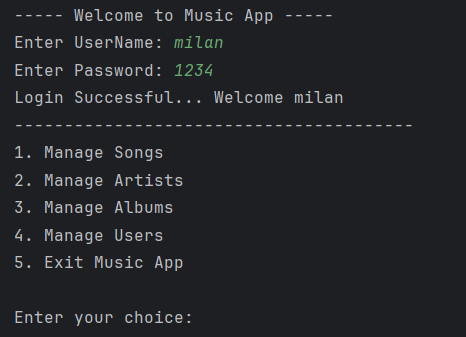 ----- Welcome to Music App -----
Enter UserName: milan
Enter Password: 1234
Login Successful... Welcome milan
----------------------------------------
1. Manage Songs
2. Manage Artists
3. Manage Albums
4. Manage Users
5. Exit Music App
Enter your choice: